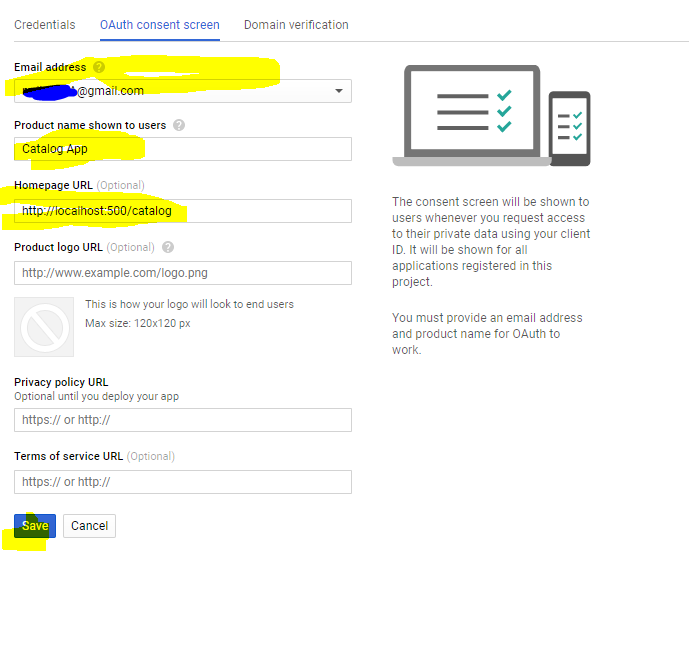 Credentials OAuth consent screen Domain verification
Email address ?
@gmail.com
Product name shown to users ?
Catalog App
Homepage URL (Optional)
http://localhost:500/catalog
Product logo URL (Optional) ?
http://www.example.com/logo.png
This is how your logo will look to end users
Max size: 120x120 px
Privacy policy URL
Optional until you deploy your app
https:// or http://
Terms of service URL (Optional)
https:// or http://
Save Cancel
The consent screen will be shown to
users whenever you request access
to their private data using your client
ID. It will be shown for all
applications registered in this
project.
You must provide an email address
and product name for OAuth to
work.